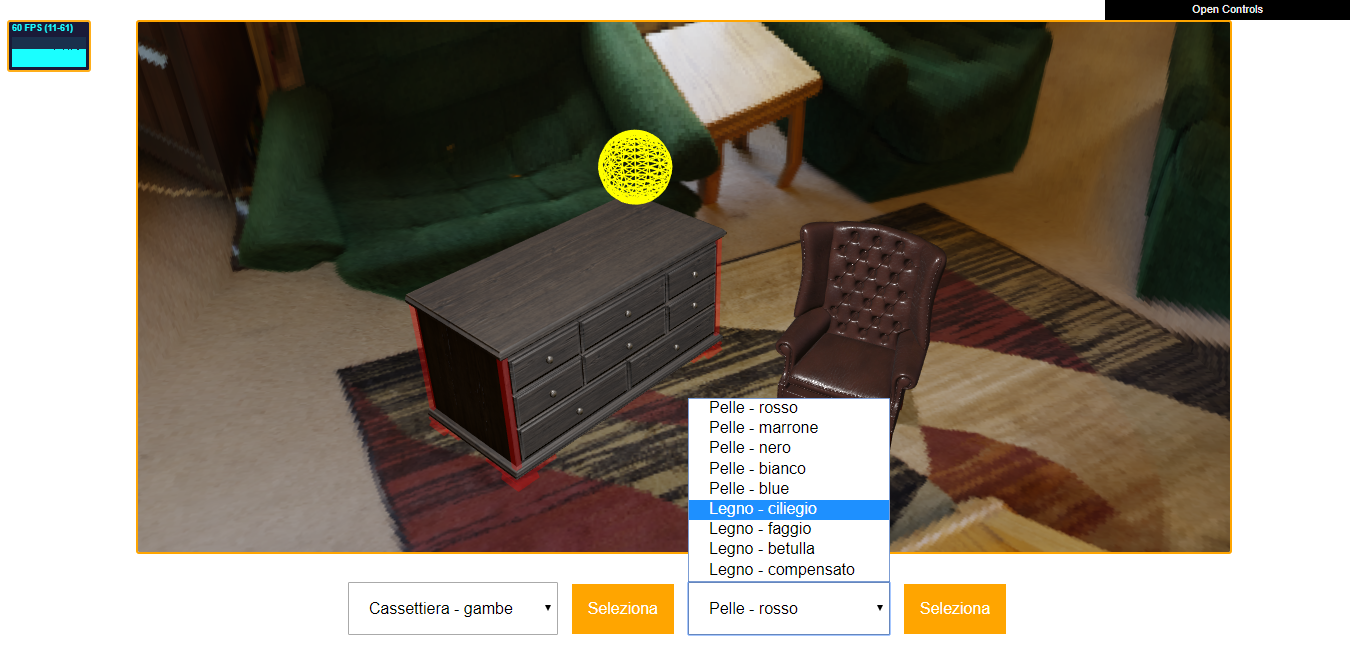 Open Controls
60 FPS (11-61)
Pelle - rosso
Pelle - marrone
Pelle - nero
Pelle - bianco
Pelle - blue
Legno - ciliegio
Legno - faggio
Legno - betulla
Legno - compensato
Cassettiera - gambe
Seleziona
Pelle - rosso
Seleziona